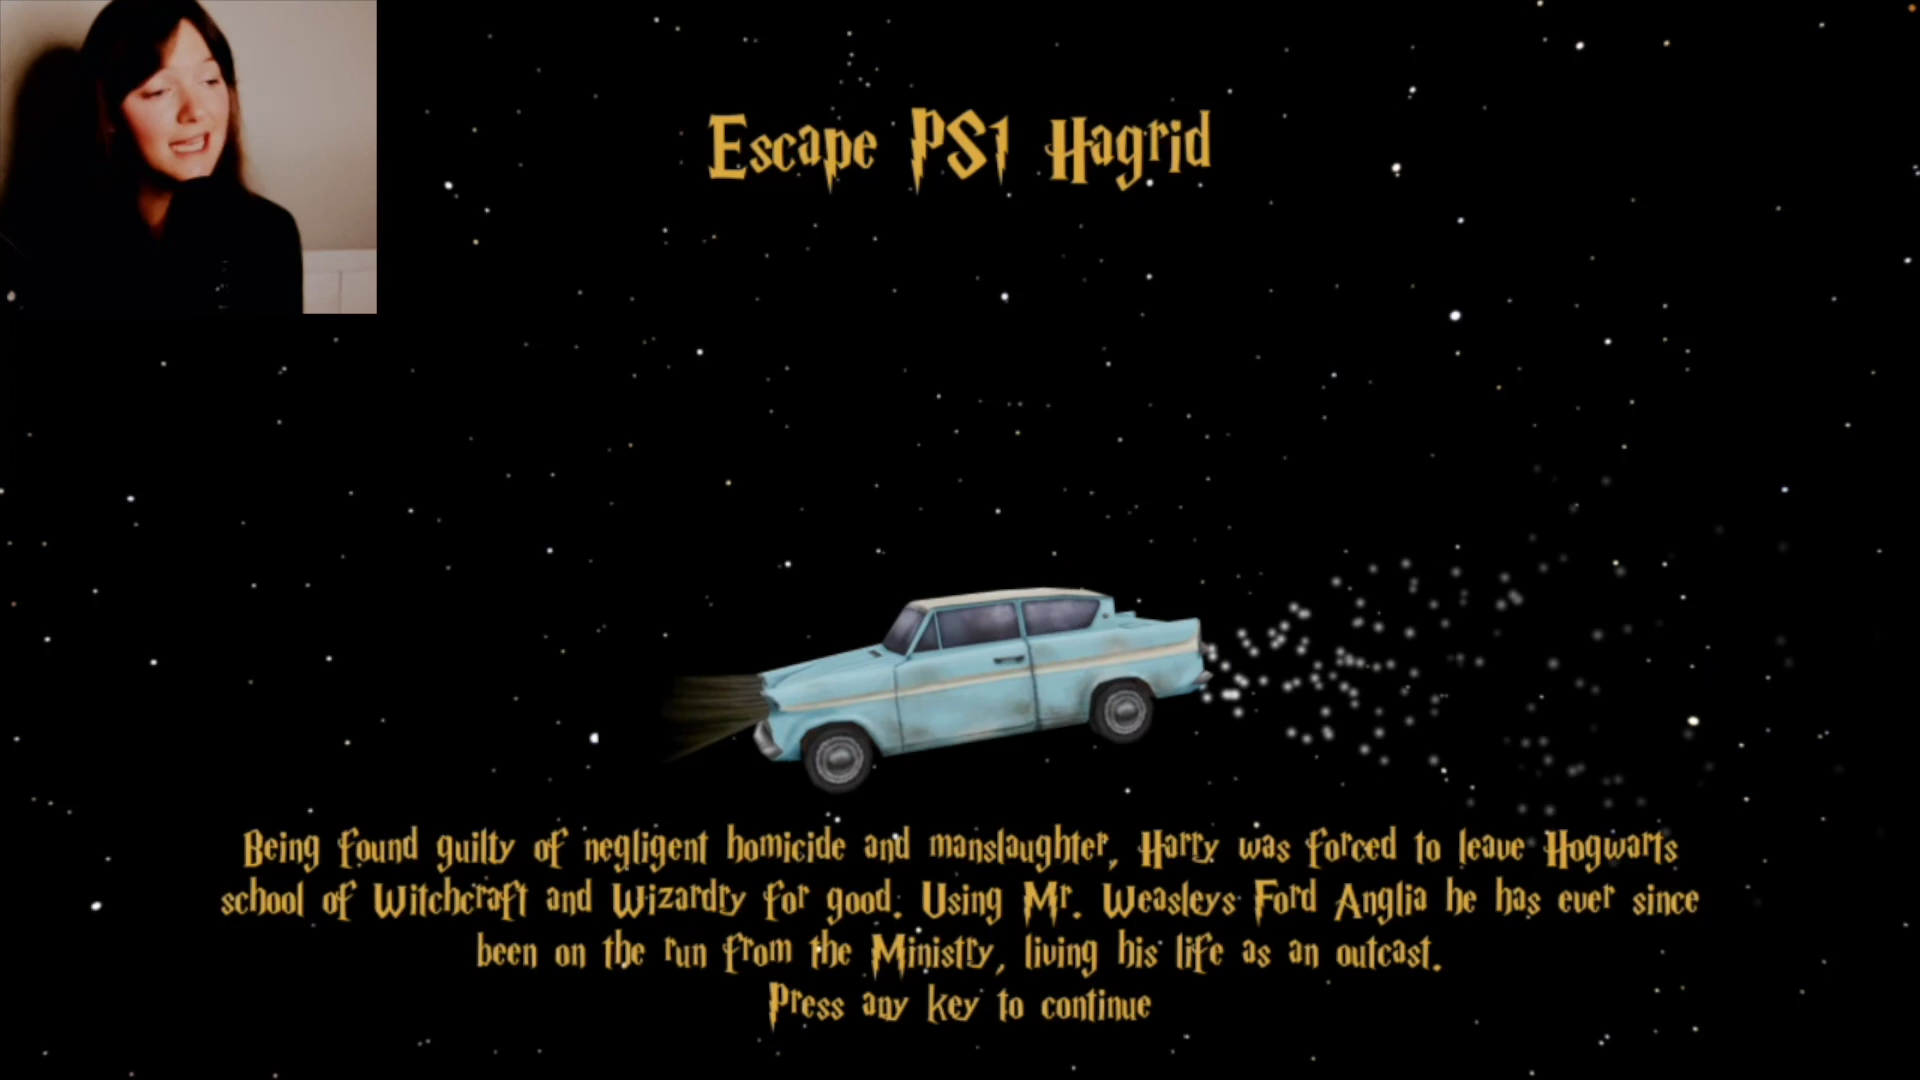 Escape PS1 Hagrid
Being found guilty of negligent homicide and manslaughter, Harry was forced to leave Hogwarts
school of Witchcraft and Wizardry for good. Using Mr. Weasleys Ford Anglia he has ever since
been on the run from the Ministry, living his life as an outcast.
Press any key to continue